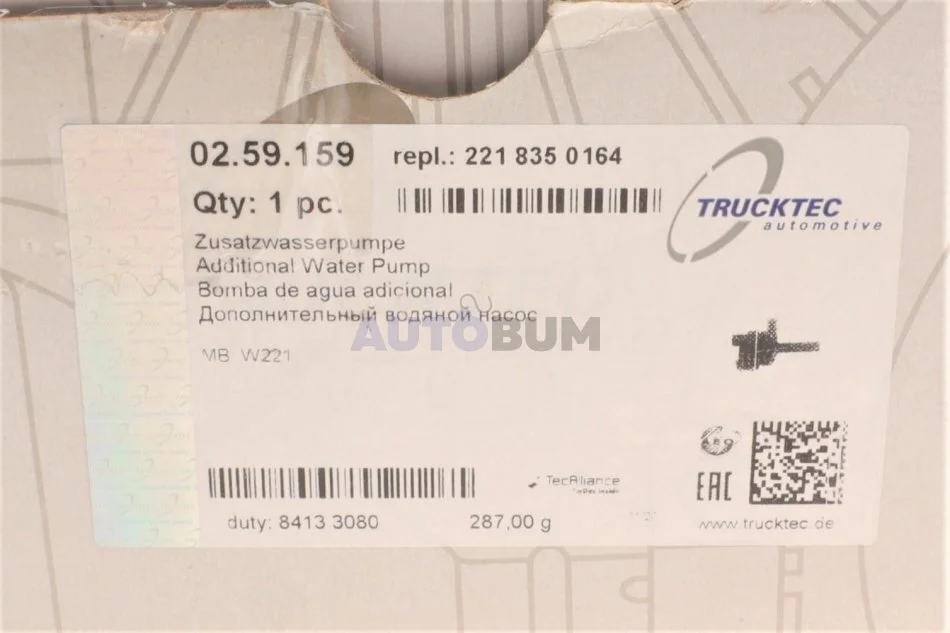 02.59.159 repl.: 221 835 0164
Qty: 1 pc.
TRUCKTEC
automotive
Zusatzwasserpumpe
Additional Water Pump
Bomba de agua adicional
Дополнительный водяной насос
AUTOBUM
MB W221
TecAlliance
EAC
duty: 8413 3080 287,00 g
www.trucktec.de